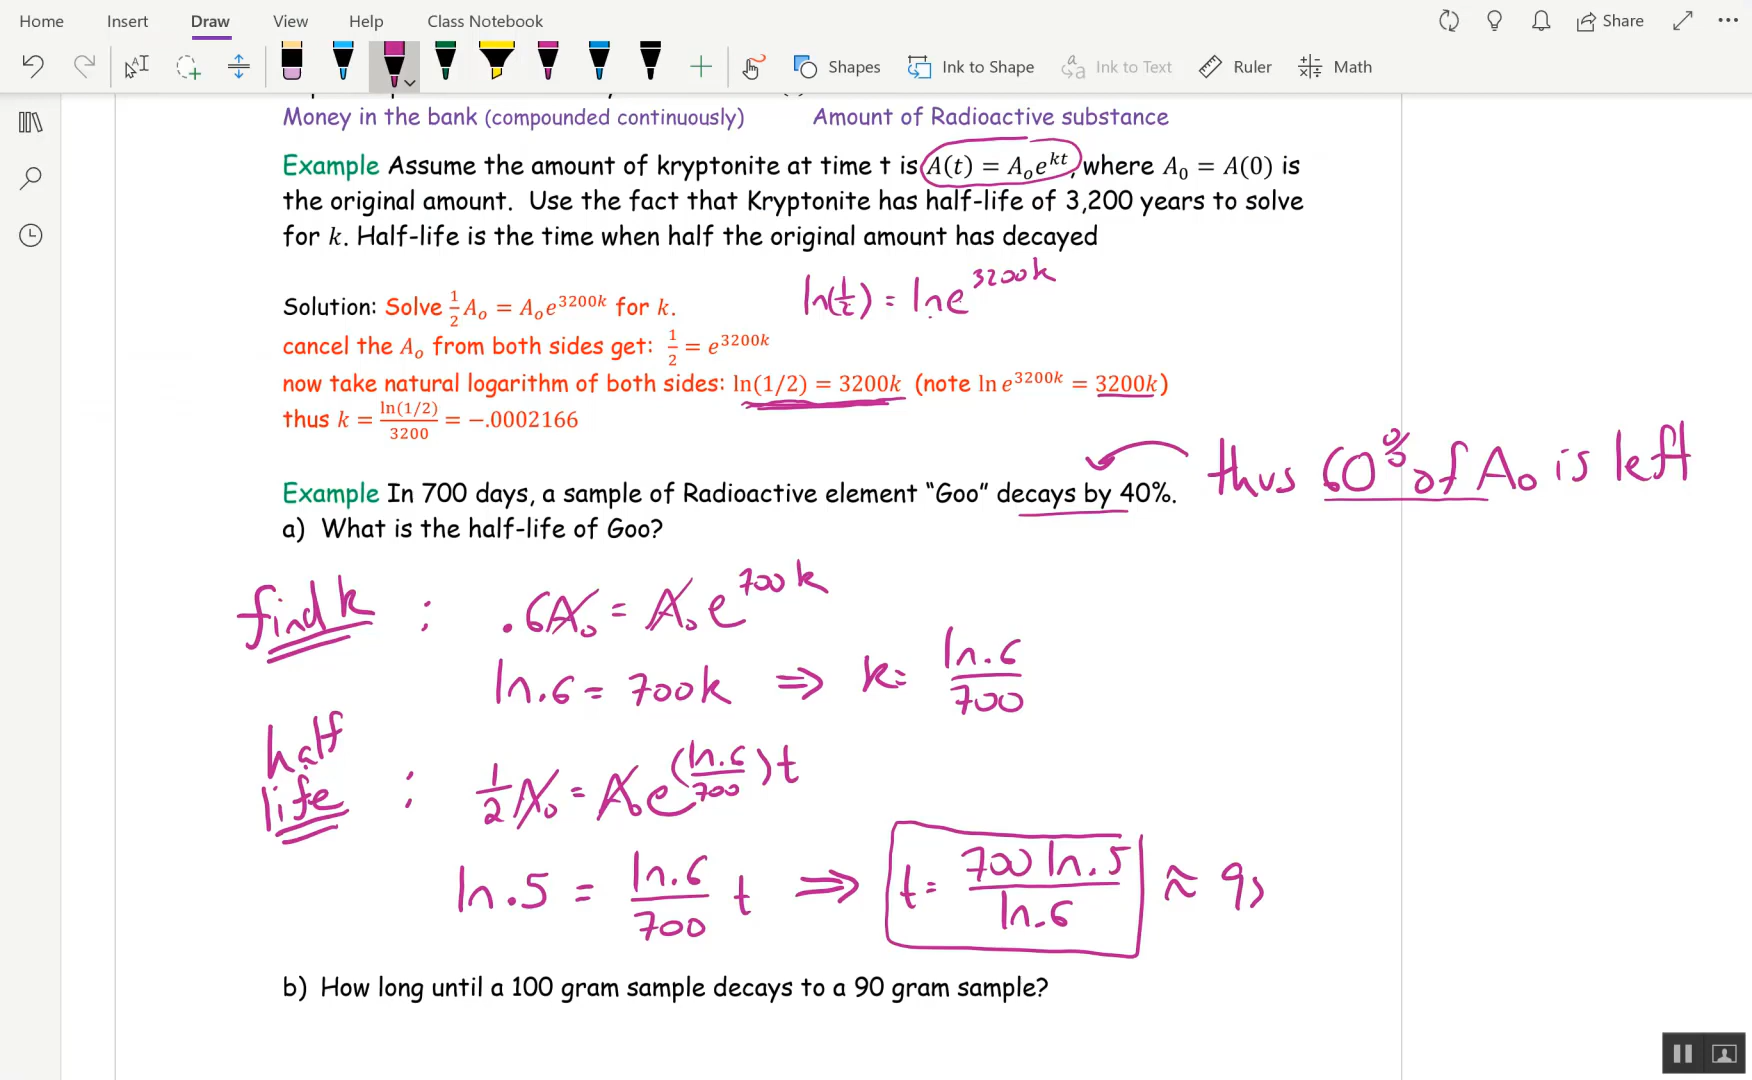 Home Insert Draw View Help Class Notebook Share
Shapes Ink to Shape Ink to Text Ruler Math
Money in the bank (compounded continuously) Amount of Radioactive substance
Example Assume the amount of kryptonite at time t is A(t) = A₀e^{kt}, where A₀ = A(0) is
the original amount. Use the fact that Kryptonite has half-life of 3,200 years to solve
for k. Half-life is the time when half the original amount has decayed
ln(1/2) = ln e^{3200k}
Solution: Solve 1/2 A₀ = A₀e^{3200k} for k.
cancel the A₀ from both sides get: 1/2 = e^{3200k}
now take natural logarithm of both sides: ln(1/2) = 3200k (note ln e^{3200k} = 3200k)
thus k = ln(1/2)/3200 = −.0002166
thus 60% of A₀ is left
Example In 700 days, a sample of Radioactive element “Goo” decays by 40%.
a) What is the half-life of Goo?
find k : .6A₀ = A₀e^{700k}
ln .6 = 700k ⇒ k = ln .6/700
half
life : 1/2 A₀ = A₀e^{(ln .6/700)t}
ln .5 = ln .6/700 t ⇒ t = 700 ln .5/ln .6 ≈ 9
b) How long until a 100 gram sample decays to a 90 gram sample?